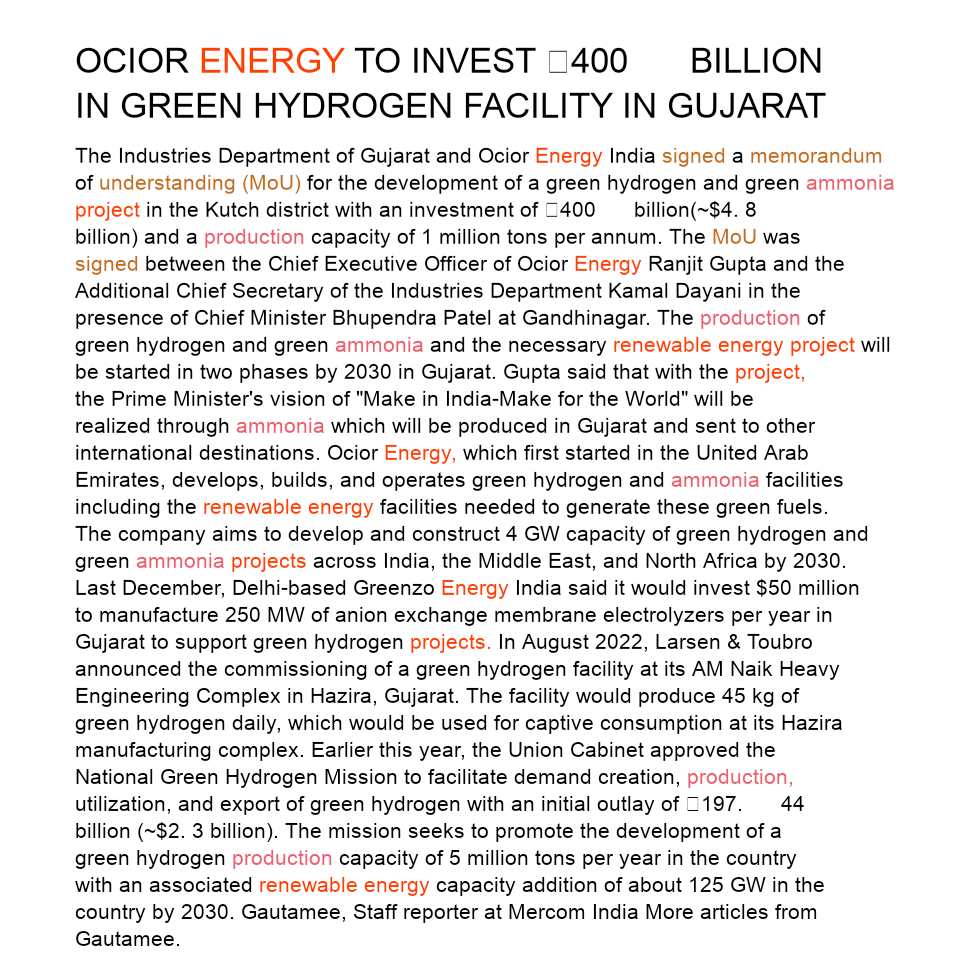 OCIOR ENERGY TO INVEST □400 BILLION
IN GREEN HYDROGEN FACILITY IN GUJARAT
The Industries Department of Gujarat and Ocior Energy India signed a memorandum
of understanding (MoU) for the development of a green hydrogen and green ammonia
project in the Kutch district with an investment of □400 billion(~$4. 8
billion) and a production capacity of 1 million tons per annum. The MoU was
signed between the Chief Executive Officer of Ocior Energy Ranjit Gupta and the
Additional Chief Secretary of the Industries Department Kamal Dayani in the
presence of Chief Minister Bhupendra Patel at Gandhinagar. The production of
green hydrogen and green ammonia and the necessary renewable energy project will
be started in two phases by 2030 in Gujarat. Gupta said that with the project,
the Prime Minister's vision of "Make in India-Make for the World" will be
realized through ammonia which will be produced in Gujarat and sent to other
international destinations. Ocior Energy, which first started in the United Arab
Emirates, develops, builds, and operates green hydrogen and ammonia facilities
including the renewable energy facilities needed to generate these green fuels.
The company aims to develop and construct 4 GW capacity of green hydrogen and
green ammonia projects across India, the Middle East, and North Africa by 2030.
Last December, Delhi-based Greenzo Energy India said it would invest $50 million
to manufacture 250 MW of anion exchange membrane electrolyzers per year in
Gujarat to support green hydrogen projects. In August 2022, Larsen & Toubro
announced the commissioning of a green hydrogen facility at its AM Naik Heavy
Engineering Complex in Hazira, Gujarat. The facility would produce 45 kg of
green hydrogen daily, which would be used for captive consumption at its Hazira
manufacturing complex. Earlier this year, the Union Cabinet approved the
National Green Hydrogen Mission to facilitate demand creation, production,
utilization, and export of green hydrogen with an initial outlay of □197. 44
billion (~$2. 3 billion). The mission seeks to promote the development of a
green hydrogen production capacity of 5 million tons per year in the country
with an associated renewable energy capacity addition of about 125 GW in the
country by 2030. Gautamee, Staff reporter at Mercom India More articles from
Gautamee.